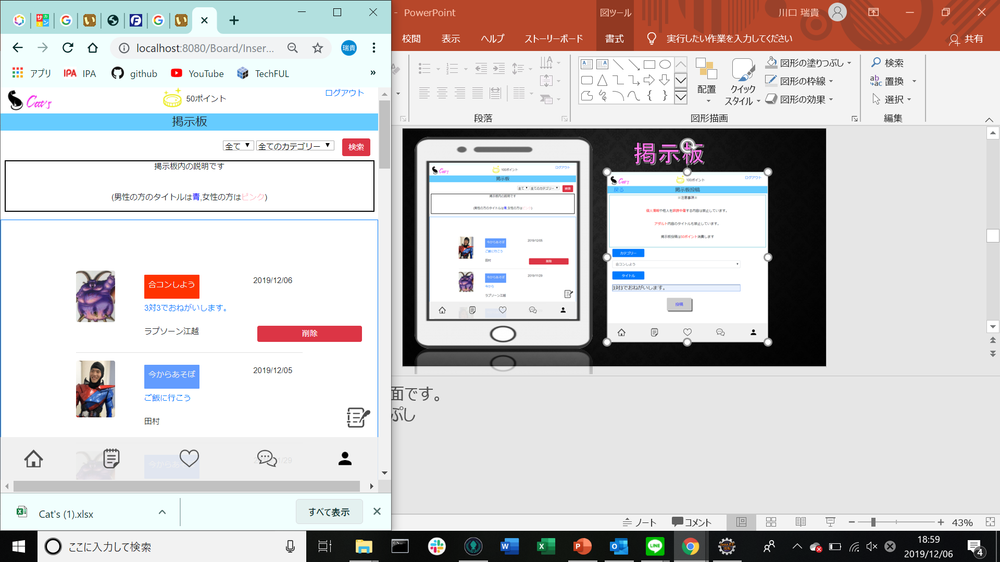 localhost:8080/Board/Inser...
瑞貴
アプリ
IPA IPA
github
YouTube
TechFUL
»
Cat's
50ポイント
ログアウト
掲示板
全て
全てのカテゴリー
検索
掲示板内の説明です
(男性の方のタイトルは青,女性の方はピンク)
合コンしよう
2019/12/06
3対3でおねがいします。
ラプソーン江越
削除
今からあそぼ
2019/12/05
ご飯に行こう
田村
Cat's (1).xlsx
すべて表示
- PowerPoint
図ツール
川口 瑞貴
校閲
表示
ヘルプ
ストーリーボード
書式
実行したい作業を入力してください
共有
段落
配置
クイック
スタイル
図形の塗りつぶし
図形の枠線
図形の効果
図形描画
検索
置換
選択
編集
掲示板
Cat's
100ポイント
ログアウト
掲示板
全て
全てのカテゴリー
検索
掲示板内の説明です
(男性の方のタイトルは青,女性の方はピンク)
今からあそぼ
2019/12/05
ご飯に行こう
田村
削除
今からあそぼ
2019/11/29
今から
ラプソーン江越
Cat's
100ポイント
ログアウト
戻る
掲示板投稿
※注意事項※
個人情報や他人を誹謗中傷する内容は禁止しています。
アダルト内容のタイトルも禁止しています。
掲示板投稿は50ポイント消費します
カテゴリー
合コンしよう
タイトル
3対3でおねがいします。
投稿
面です。
ぷし
ノート
コメント
43%
ここに入力して検索
18:59
2019/12/06
4